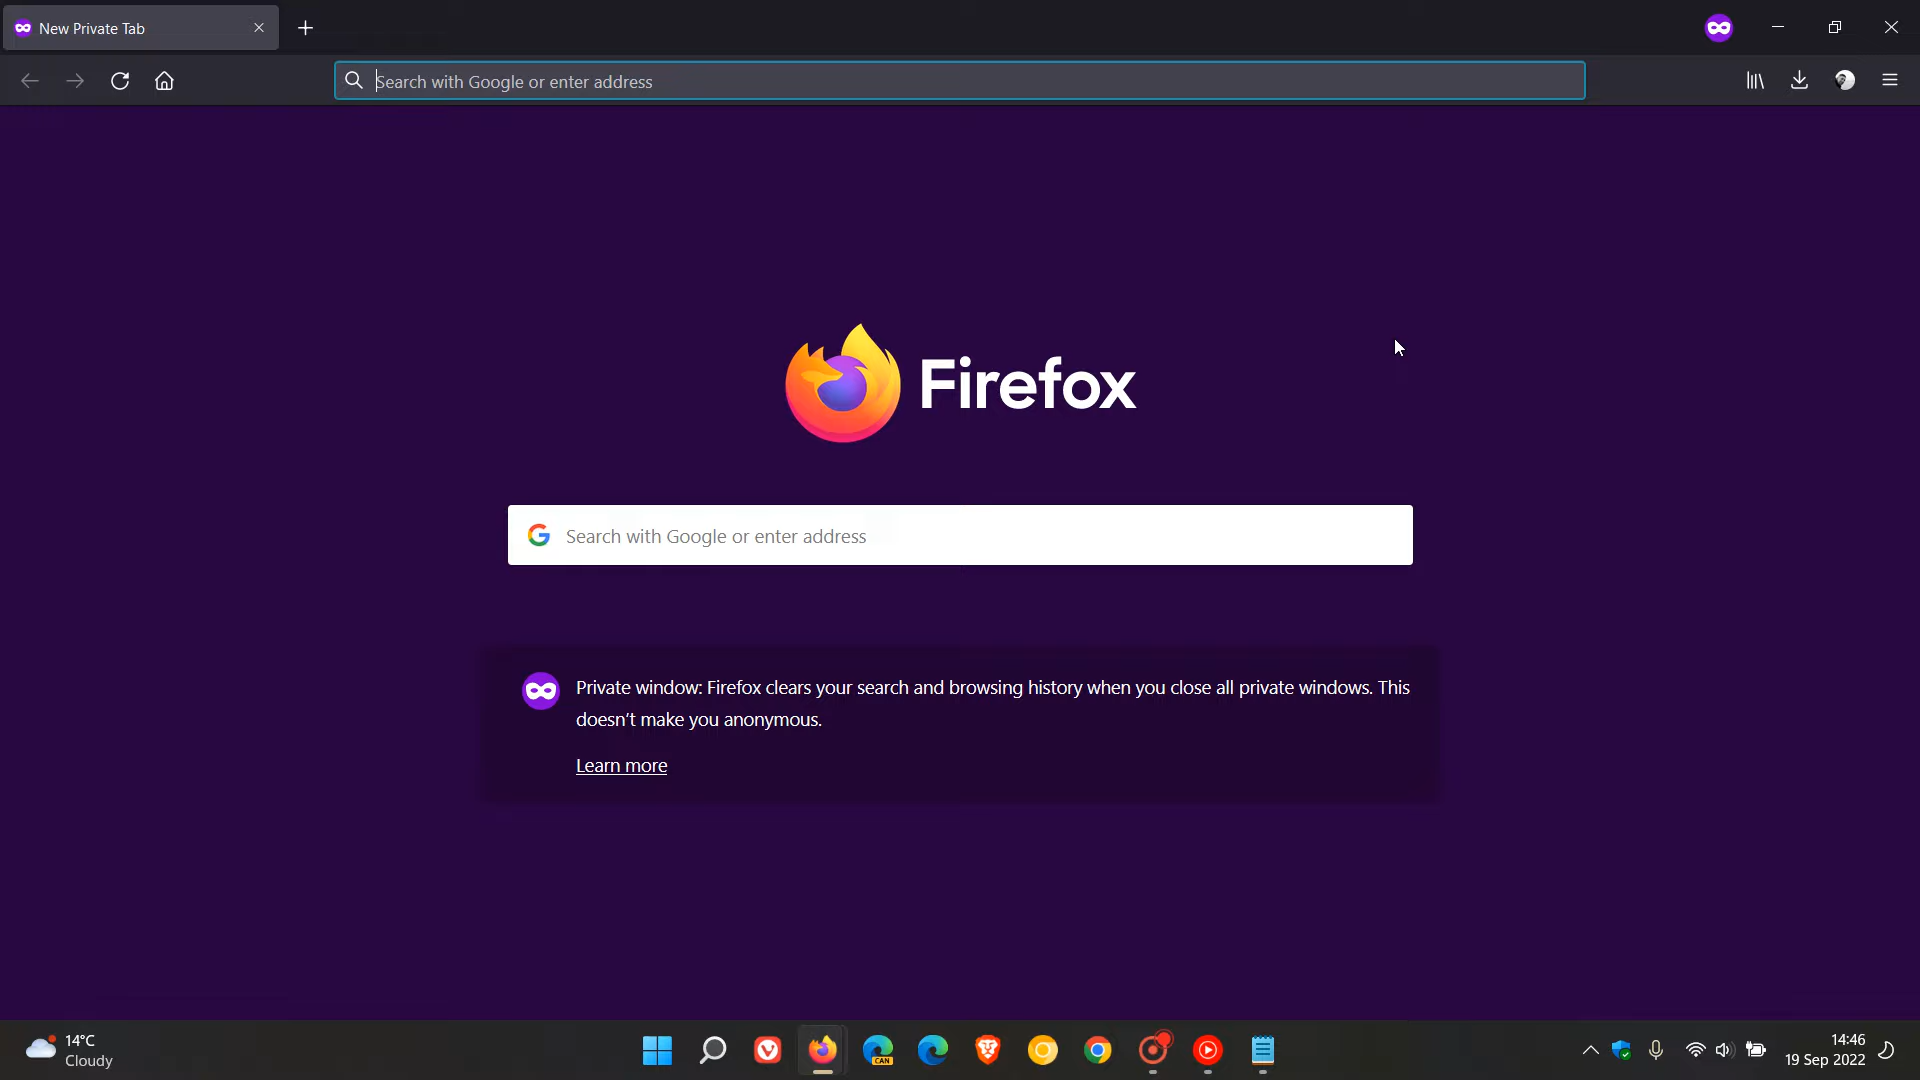 New Private Tab
Search with Google or enter address
Firefox
Search with Google or enter address
Private window: Firefox clears your search and browsing history when you close all private windows. This
doesn’t make you anonymous.
Learn more
14°C
Cloudy
CAN
14:46
19 Sep 2022